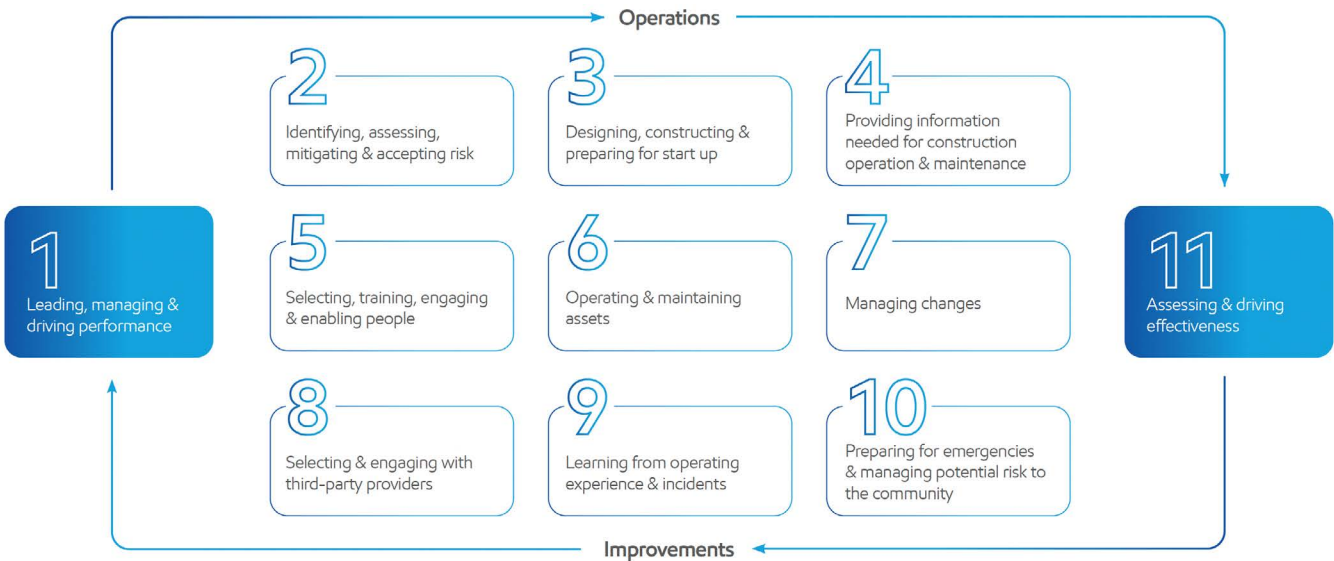 Operations
2
Identifying, assessing,
mitigating & accepting risk
3
Designing, constructing &
preparing for start up
4
Providing information
needed for construction
operation & maintenance
1
Leading, managing &
driving performance
5
Selecting, training, engaging
& enabling people
6
Operating & maintaining
assets
7
Managing changes
11
Assessing & driving
effectiveness
8
Selecting & engaging with
third-party providers
9
Learning from operating
experience & incidents
10
Preparing for emergencies
& managing potential risk to
the community
Improvements